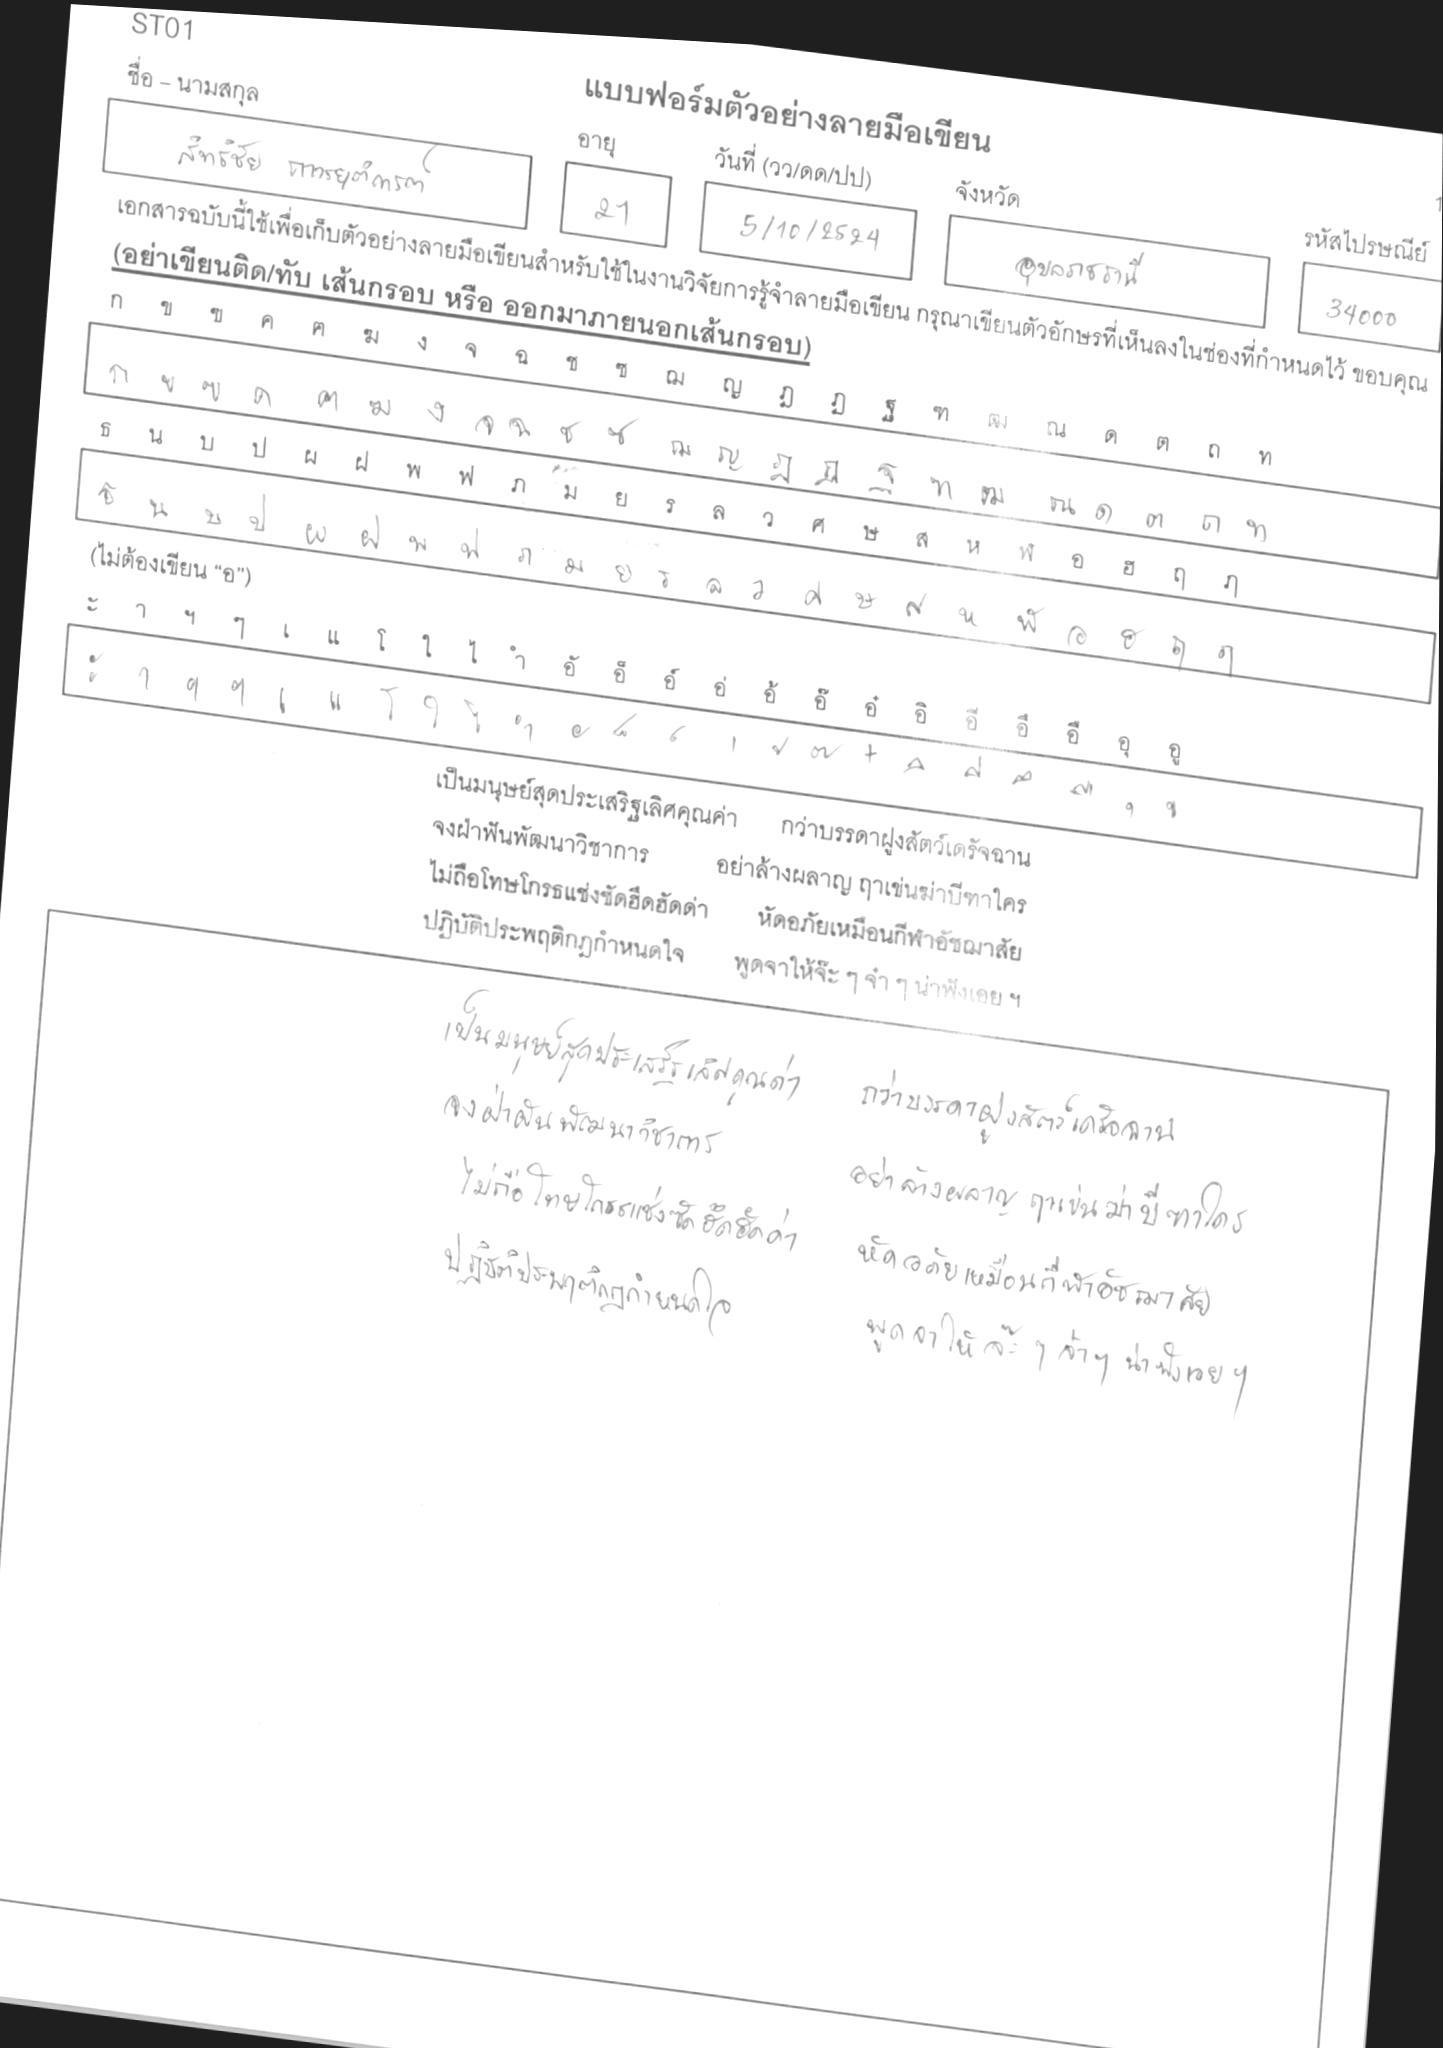 ST01
แบบฟอร์มตัวอย่างลายมือเขียน
ชื่อ – นามสกุล อายุ วันที่ (วว/ดด/ปป) จังหวัด รหัสไปรษณีย์
สิทธิชัย 21 5/10/2524 อุบลราชธานี 34000
เอกสารฉบับนี้ใช้เพื่อเก็บตัวอย่างลายมือเขียนสำหรับใช้ในงานวิจัยการรู้จำลายมือเขียน กรุณาเขียนตัวอักษรที่เห็นลงในช่องที่กำหนดไว้ ขอบคุณ
(อย่าเขียนติด/ทับ เส้นกรอบ หรือ ออกมาภายนอกเส้นกรอบ)
ก ข ฃ ค ฅ ฆ ง จ ฉ ช ซ ฌ ญ ฎ ฏ ฐ ฑ ฒ ณ ด ต ถ ท
ก ข ฃ ค ฅ ฆ ง จ ฉ ช ซ ฌ ญ ฎ ฏ ฐ ฑ ฒ ณ ด ต ถ ท
ธ น บ ป ผ ฝ พ ฟ ภ ม ย ร ล ว ศ ษ ส ห ฬ อ ฮ ฤ ฦ
ธ น บ ป ผ ฝ พ ฟ ภ ม ย ร ล ว ศ ษ ส ห ฬ อ ฮ ฤ ฦ
(ไม่ต้องเขียน “อ”)
ะ า ฯ ๆ เ แ โ ใ ไ ำ อั อ็ อ์ อ่ อ้ อ๊ อ๋ อิ อี อึ อื อุ อู
ะ า ฯ ๆ เ แ โ ใ ไ ำ ั ็ ์ ่ ้ ๊ ๋ ิ ี ึ ื ุ ู
เป็นมนุษย์สุดประเสริฐเลิศคุณค่า กว่าบรรดาฝูงสัตว์เดรัจฉาน
จงฝ่าฟันพัฒนาวิชาการ อย่าล้างผลาญ ฤาเข่นฆ่าบีฑาใคร
ไม่ถือโทษโกรธแช่งซัดฮึดฮัดด่า หัดอภัยเหมือนกีฬาอัชฌาสัย
ปฏิบัติประพฤติกฎกำหนดใจ พูดจาให้จ๊ะ ๆ จ๋า ๆ น่าฟังเอย ฯ
เป็นมนุษย์สุดประเสริฐเลิศคุณค่า กว่าบรรดาฝูงสัตว์เดรัจฉาน
จงฝ่าฟันพัฒนาวิชาการ อย่าล้างผลาญ ฤาเข่นฆ่าบีฑาใคร
ไม่ถือโทษโกรธแช่งซัดฮึดฮัดด่า หัดอภัยเหมือนกีฬาอัชฌาสัย
ปฏิบัติประพฤติกฎกำหนดใจ พูดจาให้จ๊ะ ๆ จ๋า ๆ น่าฟังเอย ฯ